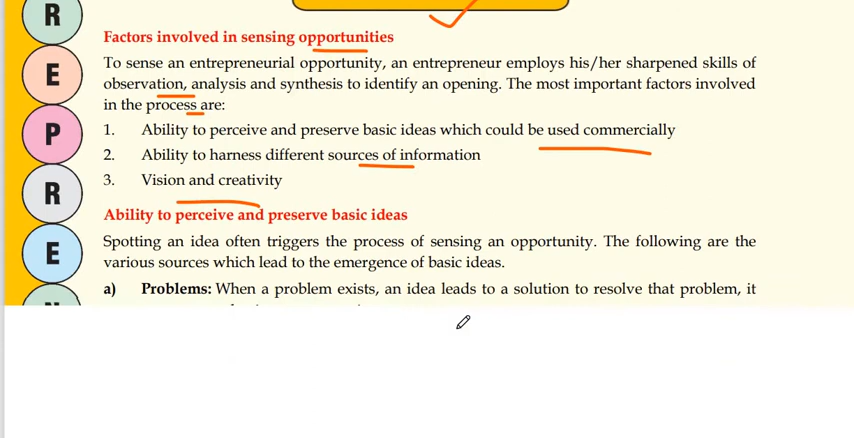 R
Factors involved in sensing opportunities
To sense an entrepreneurial opportunity, an entrepreneur employs his/her sharpened skills of
E
observation, analysis and synthesis to identify an opening. The most important factors involved
in the process are:
P
1. Ability to perceive and preserve basic ideas which could be used commercially
2. Ability to harness different sources of information
3. Vision and creativity
R
Ability to perceive and preserve basic ideas
Spotting an idea often triggers the process of sensing an opportunity. The following are the
E
various sources which lead to the emergence of basic ideas.
a) Problems: When a problem exists, an idea leads to a solution to resolve that problem, it